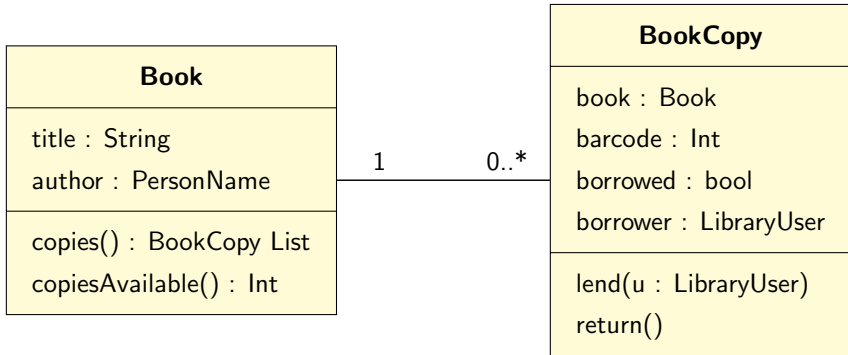 Book
title : String
author : PersonName
copies() : BookCopy List
copiesAvailable() : Int
1
0..*
BookCopy
book : Book
barcode : Int
borrowed : bool
borrower : LibraryUser
lend(u : LibraryUser)
return()